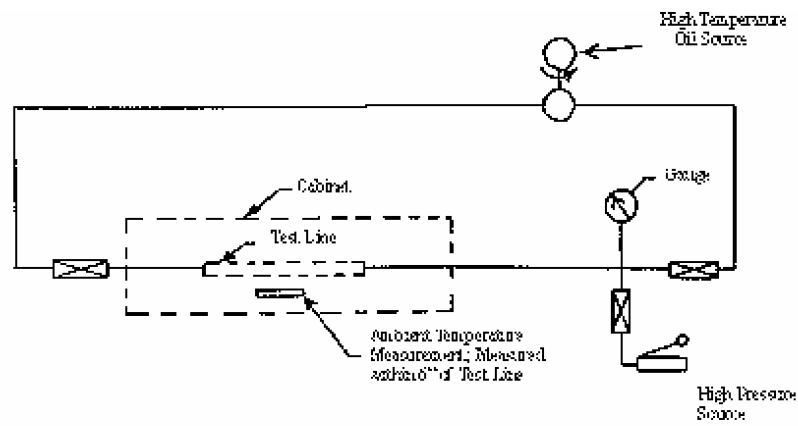 High Temperature
Oil Source
Gauge
Cabinet
Test Line
Ambient Temperature
Measurement; Measured
within 6" of Test Line
High Pressure
Source